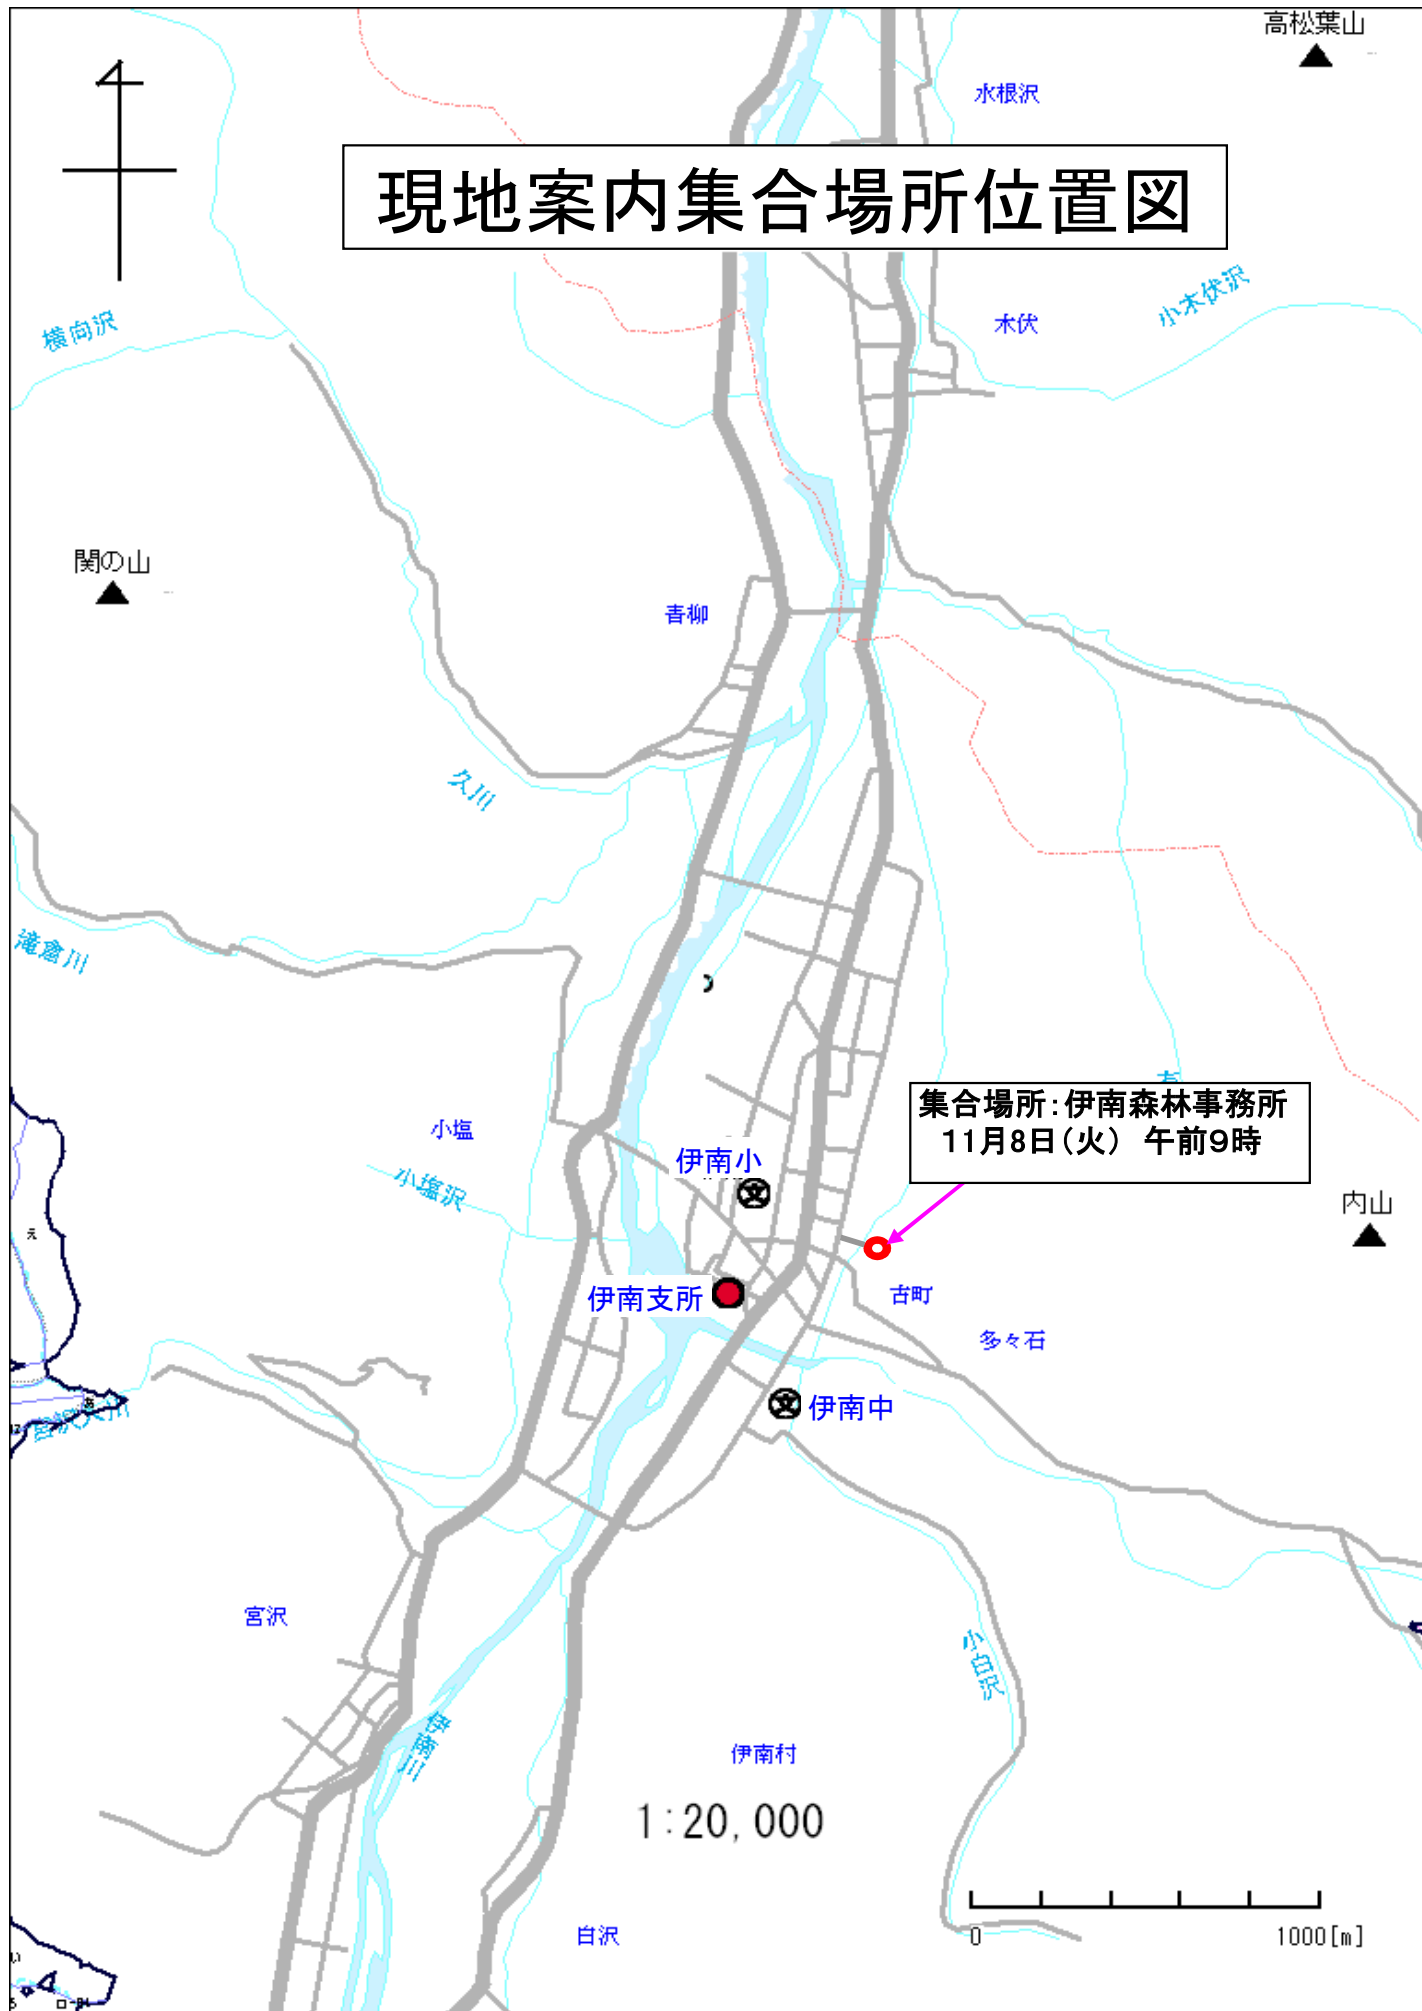 高松葉山
水根沢
現地案内集合場所位置図
小木伏沢
横向沢
木伏
関の山
青柳
久川
滝倉川
集合場所：伊南森林事務所
11月8日（火） 午前9時
小塩
伊南小
小塩沢
内山
伊南支所
古町
多々石
伊南中
え
あ
宮沢
小白沢
伊南川
伊南村
1：20,000
白沢
0
1000[m]
い